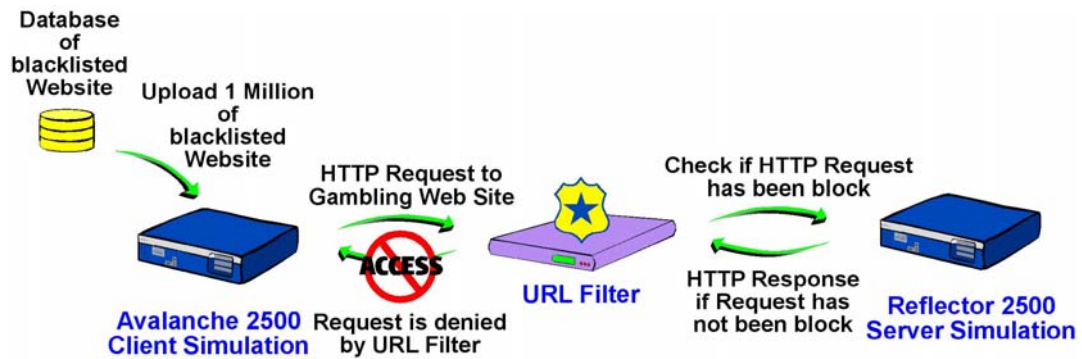 Database
of
blacklisted
Website
Upload 1 Million
of
blacklisted
Website
HTTP Request to
Gambling Web Site
ACCESS
Request is denied
by URL Filter
Avalanche 2500
Client Simulation
URL Filter
Check if HTTP Request
has been block
HTTP Response
if Request has
not been block
Reflector 2500
Server Simulation